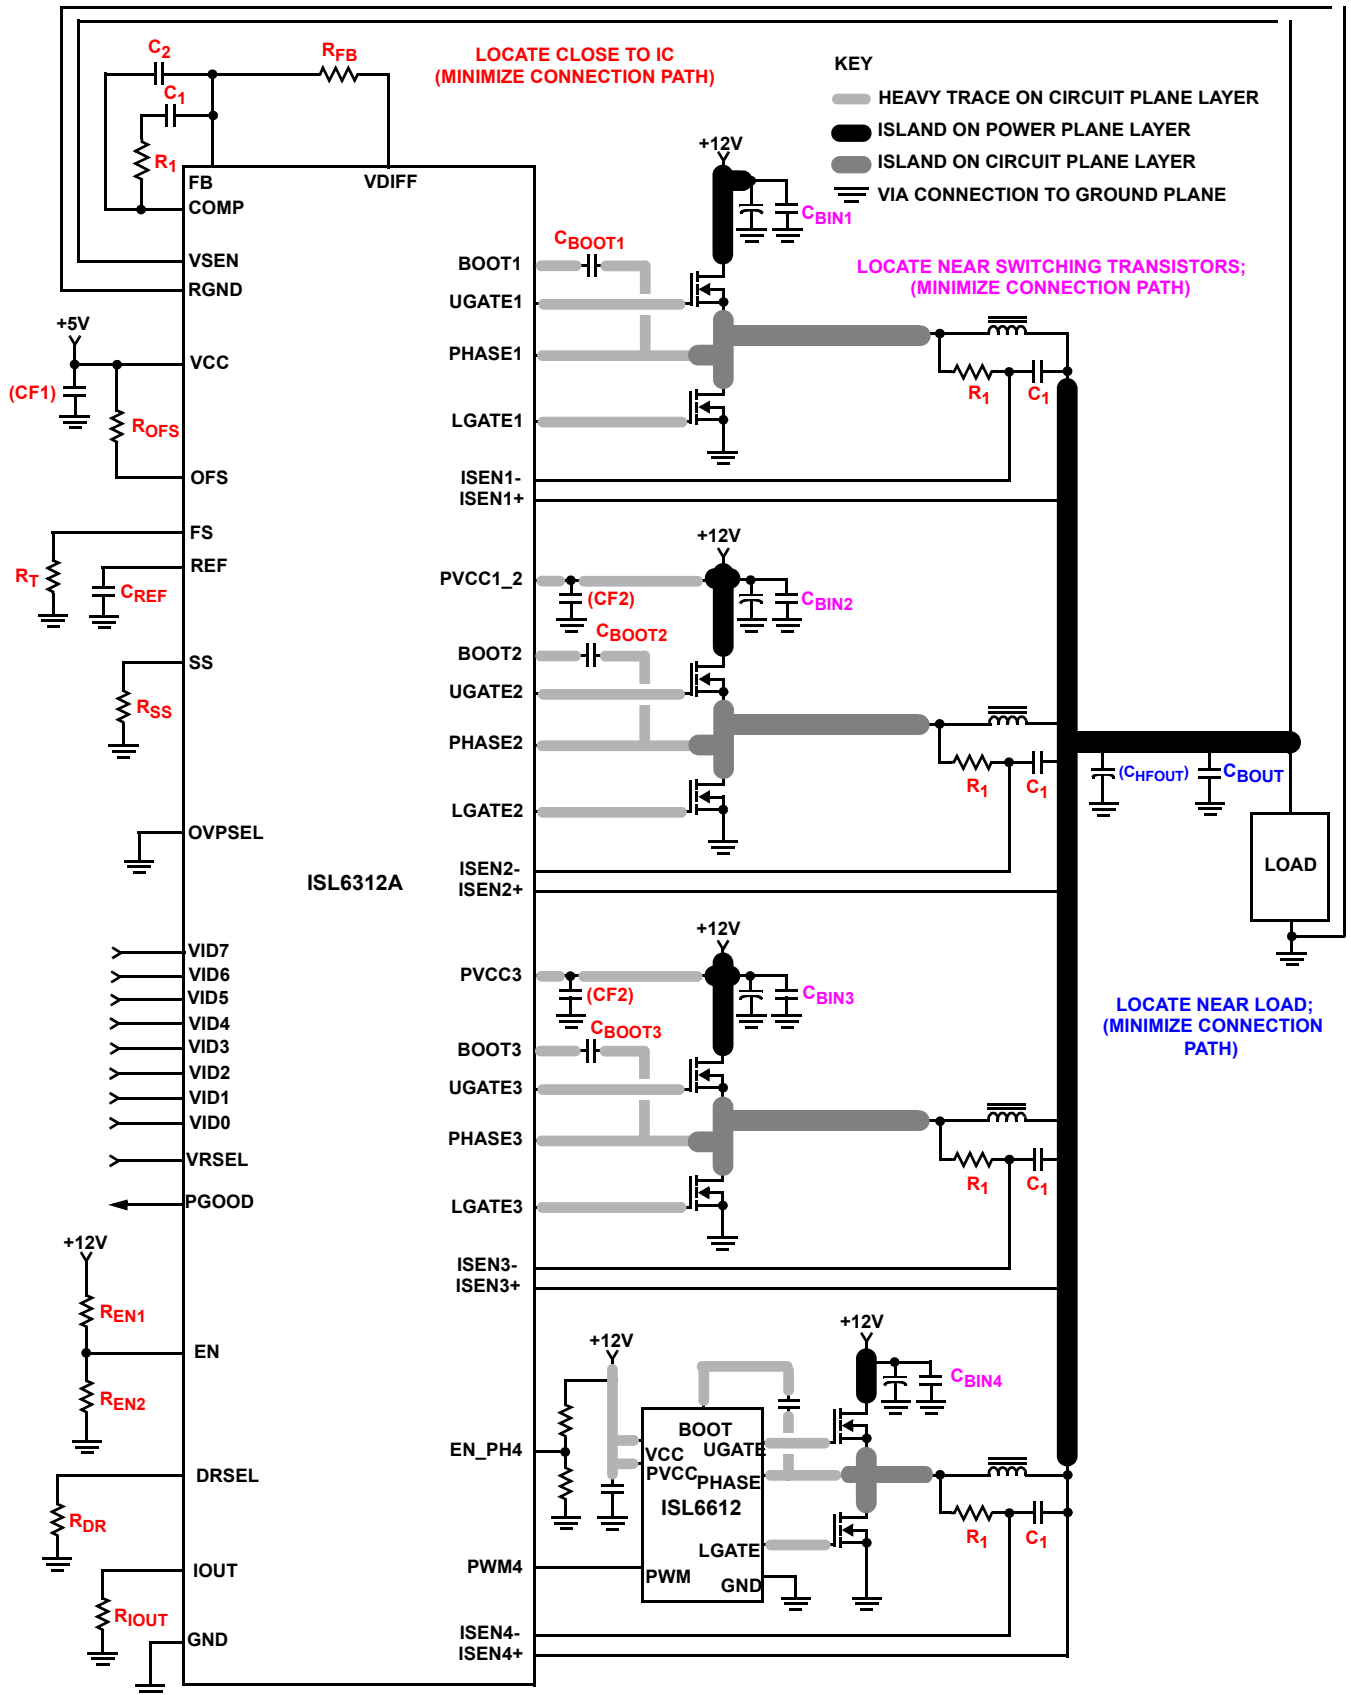 C2
RFB
C1
R1
LOCATE CLOSE TO IC
(MINIMIZE CONNECTION PATH)
KEY
HEAVY TRACE ON CIRCUIT PLANE LAYER
ISLAND ON POWER PLANE LAYER
ISLAND ON CIRCUIT PLANE LAYER
VIA CONNECTION TO GROUND PLANE
+12V
CBIN1
LOCATE NEAR SWITCHING TRANSISTORS;
(MINIMIZE CONNECTION PATH)
FB
VDIFF
COMP
VSEN
RGND
+5V
VCC
(CF1)
ROFS
OFS
FS
REF
RT
CREF
SS
RSS
OVPSEL
ISL6312A
VID7
VID6
VID5
VID4
VID3
VID2
VID1
VID0
VRSEL
PGOOD
+12V
REN1
EN
REN2
DRSEL
RDR
IOUT
RIOUT
GND
BOOT1
CBOOT1
UGATE1
PHASE1
LGATE1
R1
C1
ISEN1-
ISEN1+
+12V
PVCC1_2
(CF2)
CBIN2
CBOOT2
BOOT2
UGATE2
PHASE2
LGATE2
R1
C1
ISEN2-
ISEN2+
(CHFOUT)
CBOUT
LOAD
LOCATE NEAR LOAD;
(MINIMIZE CONNECTION
PATH)
+12V
PVCC3
(CF2)
CBIN3
CBOOT3
BOOT3
UGATE3
PHASE3
LGATE3
R1
C1
ISEN3-
ISEN3+
+12V
+12V
CBIN4
EN_PH4
BOOT
UGATE
VCC
PVCC
PHASE
ISL6612
LGATE
PWM
GND
R1
C1
PWM4
ISEN4-
ISEN4+